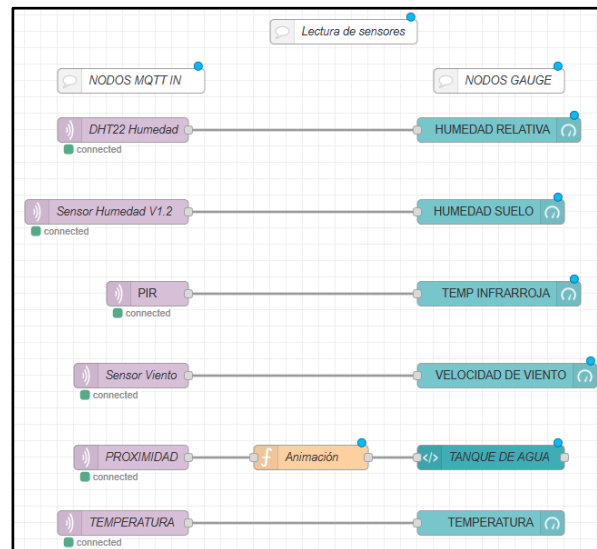 Lectura de sensores
NODOS MQTT IN
NODOS GAUGE
DHT22 Humedad
HUMEDAD RELATIVA
connected
Sensor Humedad V1.2
HUMEDAD SUELO
connected
PIR
TEMP INFRARROJA
connected
Sensor Viento
VELOCIDAD DE VIENTO
connected
PROXIMIDAD
Animación
TANQUE DE AGUA
connected
TEMPERATURA
TEMPERATURA
connected